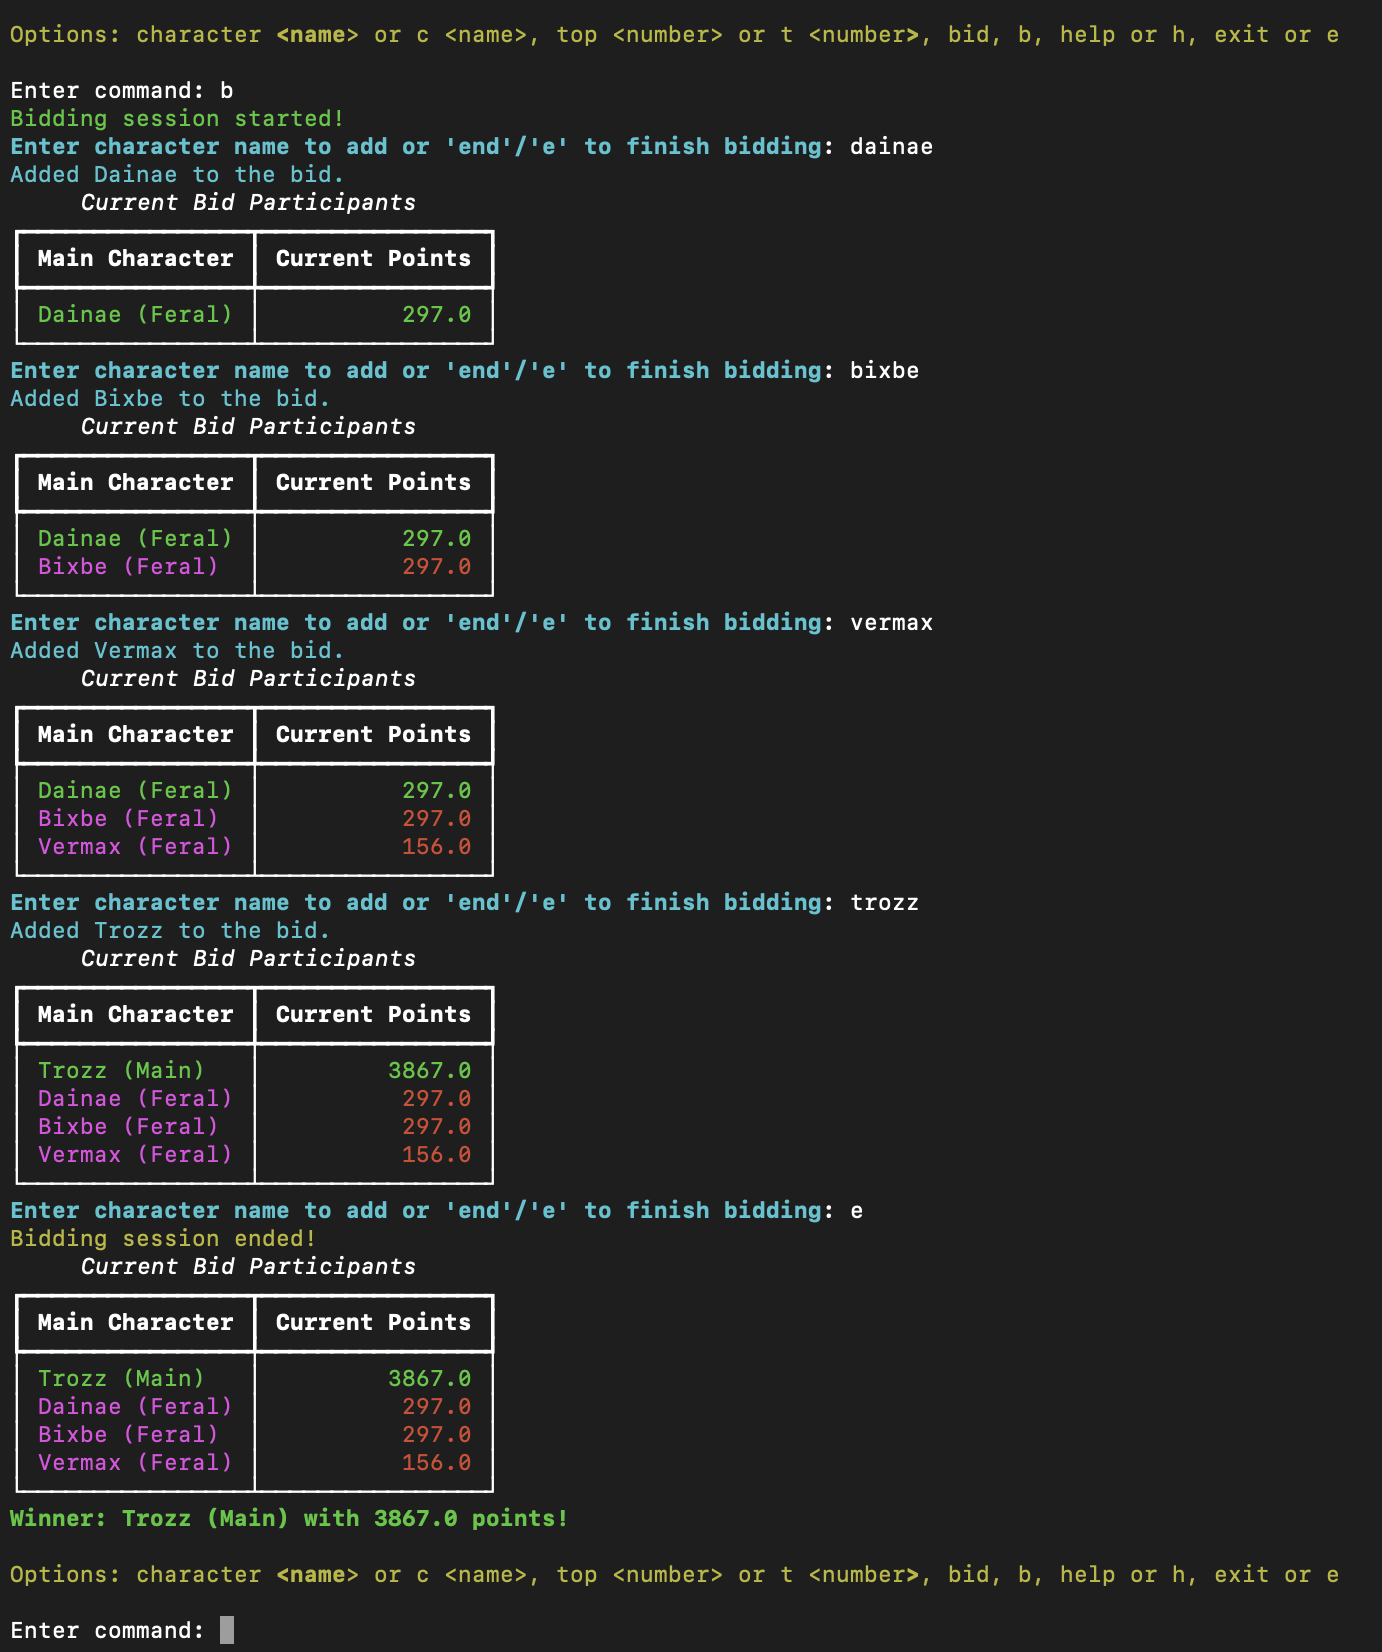 Options: character <name> or c <name>, top <number> or t <number>, bid, b, help or h, exit or e
Enter command: b
Bidding session started!
Enter character name to add or 'end'/'e' to finish bidding: dainae
Added Dainae to the bid.
Current Bid Participants
Main Character Current Points
Dainae (Feral) 297.0
Enter character name to add or 'end'/'e' to finish bidding: bixbe
Added Bixbe to the bid.
Current Bid Participants
Main Character Current Points
Dainae (Feral) 297.0
Bixbe (Feral) 297.0
Enter character name to add or 'end'/'e' to finish bidding: vermax
Added Vermax to the bid.
Current Bid Participants
Main Character Current Points
Dainae (Feral) 297.0
Bixbe (Feral) 297.0
Vermax (Feral) 156.0
Enter character name to add or 'end'/'e' to finish bidding: trozz
Added Trozz to the bid.
Current Bid Participants
Main Character Current Points
Trozz (Main) 3867.0
Dainae (Feral) 297.0
Bixbe (Feral) 297.0
Vermax (Feral) 156.0
Enter character name to add or 'end'/'e' to finish bidding: e
Bidding session ended!
Current Bid Participants
Main Character Current Points
Trozz (Main) 3867.0
Dainae (Feral) 297.0
Bixbe (Feral) 297.0
Vermax (Feral) 156.0
Winner: Trozz (Main) with 3867.0 points!
Options: character <name> or c <name>, top <number> or t <number>, bid, b, help or h, exit or e
Enter command: